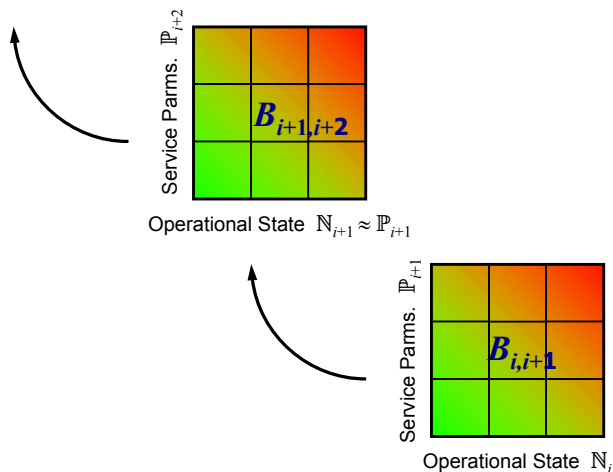 Service Parms. ℙ_{i+2}
B_{i+1,i+2}
Operational State ℕ_{i+1} ≈ ℙ_{i+1}
Service Parms. ℙ_{i+1}
B_{i,i+1}
Operational State ℕ_i